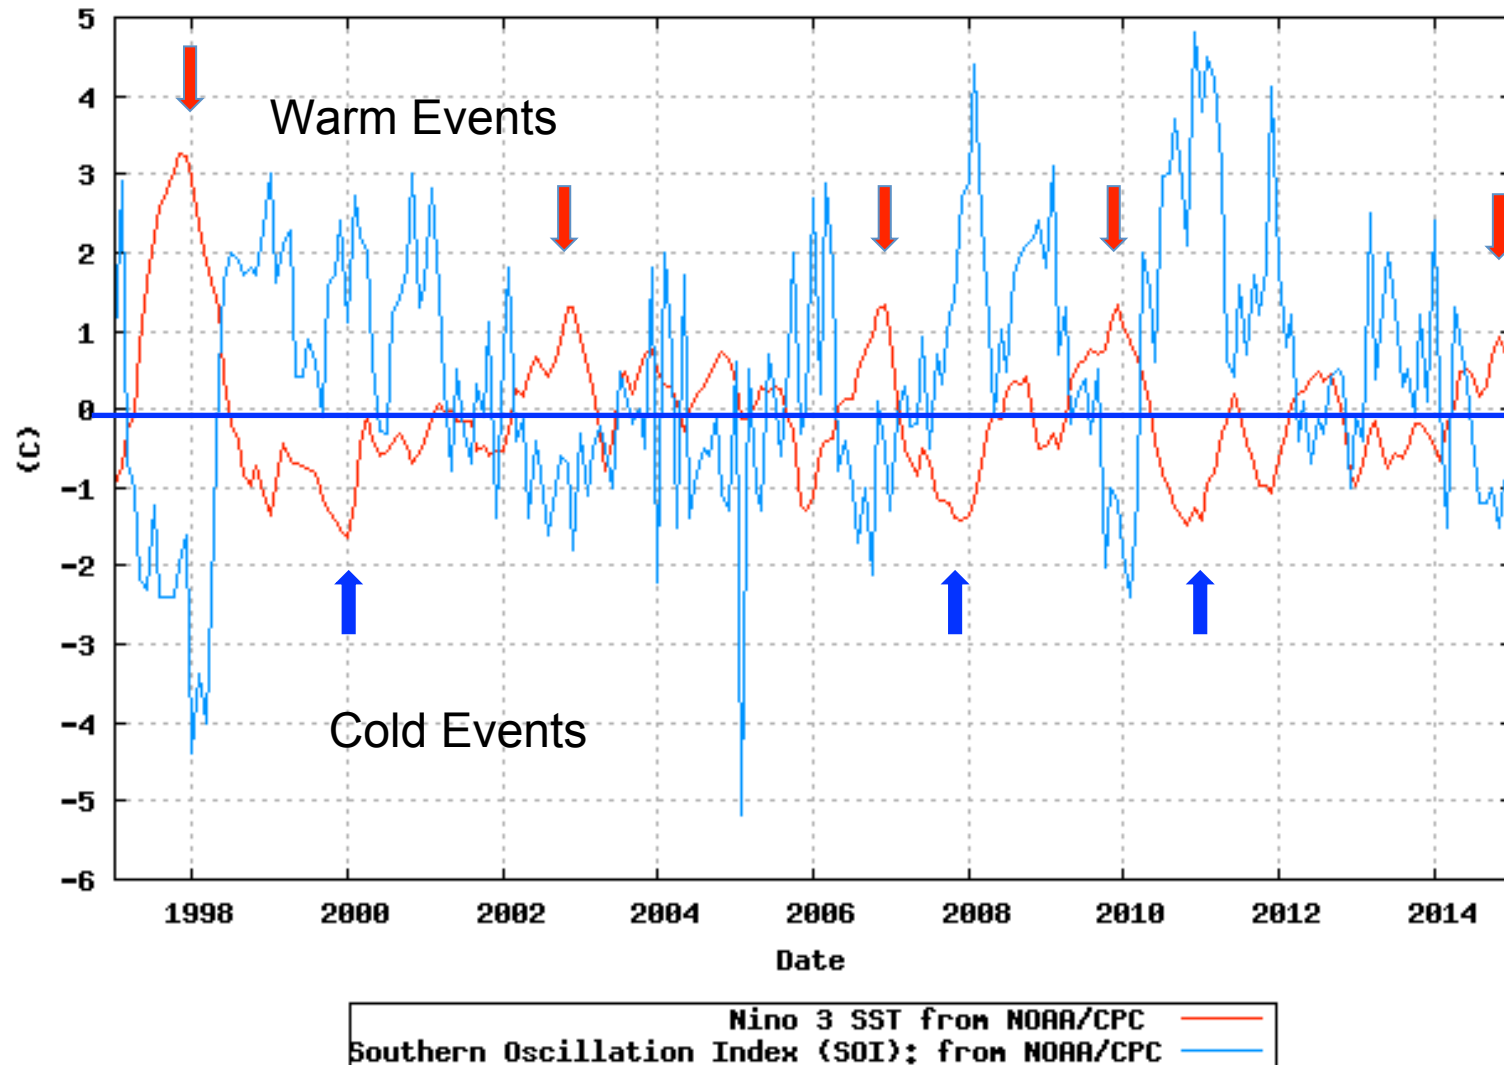 5
4
3
2
1
0
-1
-2
-3
-4
-5
-6
(C)
Warm Events
Cold Events
1998 2000 2002 2004 2006 2008 2010 2012 2014
Date
Nino 3 SST from NOAA/CPC
Southern Oscillation Index (SOI): from NOAA/CPC